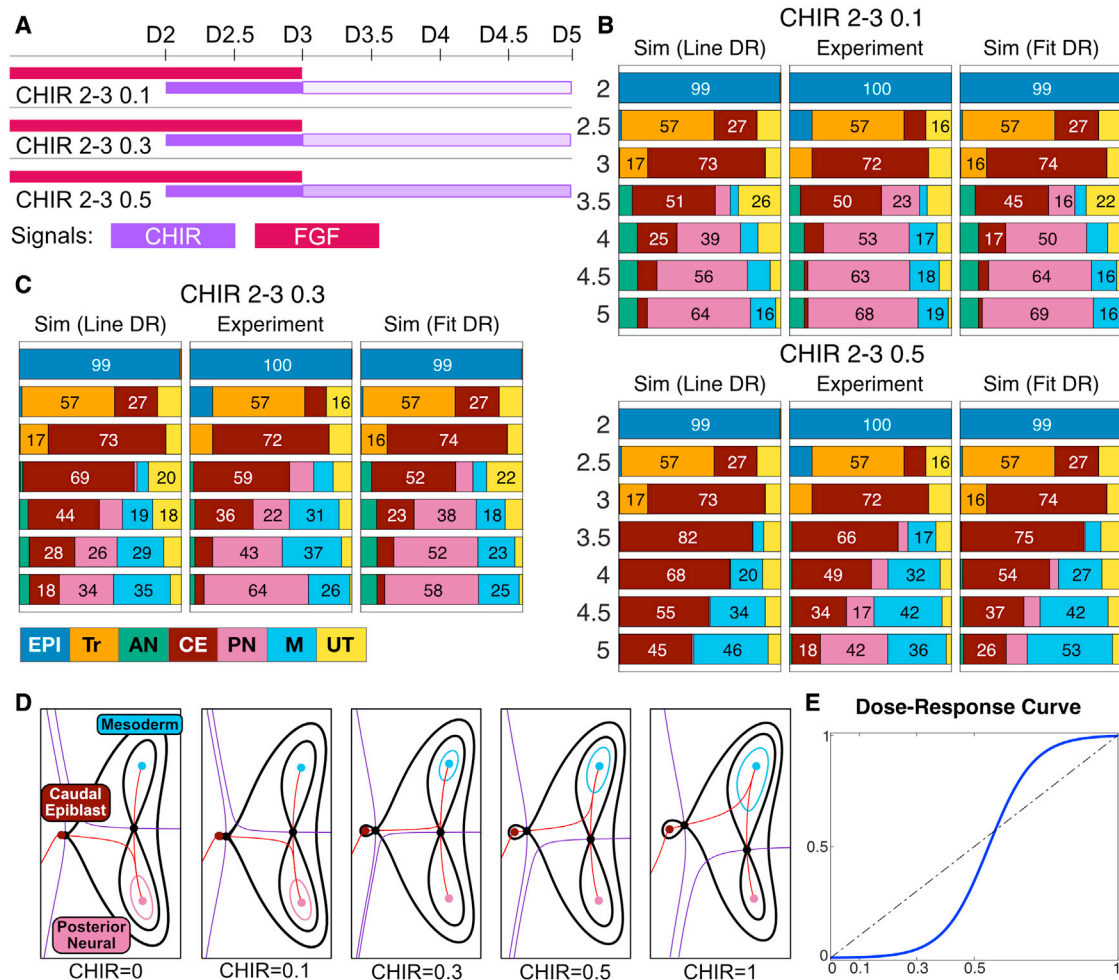 A
D2 D2.5 D3 D3.5 D4 D4.5 D5
CHIR 2-3 0.1
CHIR 2-3 0.3
CHIR 2-3 0.5
Signals: CHIR FGF
B
CHIR 2-3 0.1
Sim (Line DR) Experiment Sim (Fit DR)
2 99 100 99
2.5 57 27 57 16 57 27
3 17 73 72 16 74
3.5 51 26 50 23 45 16 22
4 25 39 53 17 17 50
4.5 56 63 18 64 16
5 64 16 68 19 69 16
C
CHIR 2-3 0.3
Sim (Line DR) Experiment Sim (Fit DR)
99 100 99
57 27 57 16 57 27
17 73 72 16 74
69 20 59 52 22
44 19 18 36 22 31 23 38 18
28 26 29 43 37 52 23
18 34 35 64 26 58 25
EPI Tr AN CE PN M UT
CHIR 2-3 0.5
Sim (Line DR) Experiment Sim (Fit DR)
2 99 100 99
2.5 57 27 57 16 57 27
3 17 73 72 16 74
3.5 82 66 17 75
4 68 20 49 32 54 27
4.5 55 34 34 17 42 37 42
5 45 46 18 42 36 26 53
D
Mesoderm
Caudal
Epiblast
Posterior
Neural
CHIR=0 CHIR=0.1 CHIR=0.3 CHIR=0.5 CHIR=1
E
Dose-Response Curve
1
0.5
0
0 0.1 0.3 0.5 1